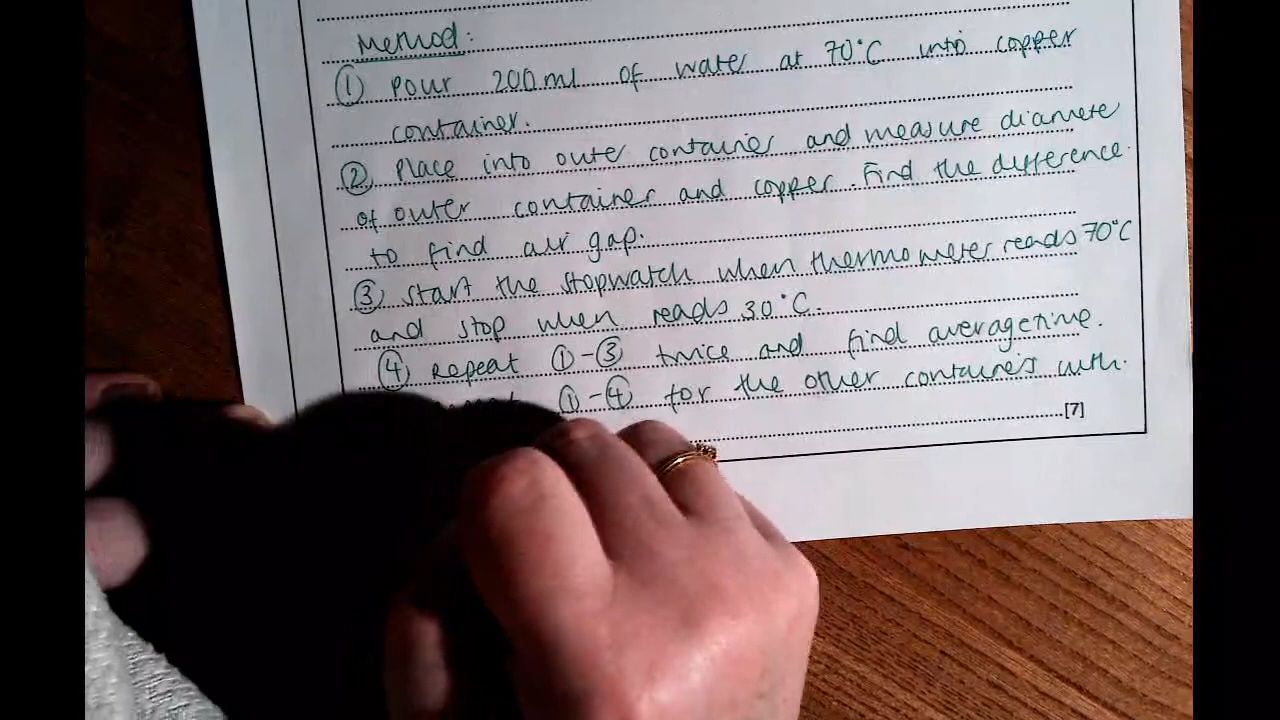 Method:
① Pour 200ml of water at 70°C into copper
container.
② Place into outer container and measure diamete
of outer container and copper. Find the difference
to find air gap.
③ Start the stopwatch when thermometer reads 70°C
and stop when reads 30°C.
④ Repeat ①-③ twice and find average time.
①-④ for the other containers with
[7]